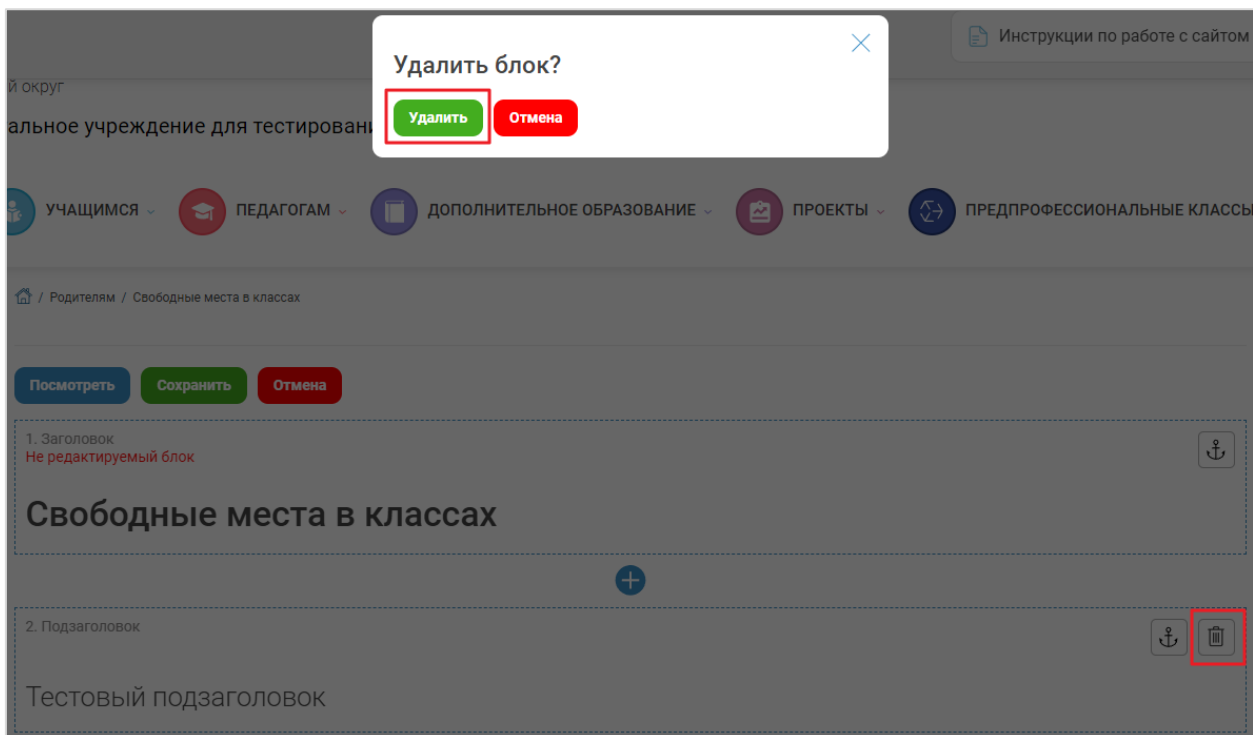 Инструкции по работе с сайтом
Удалить блок?
Удалить Отмена
й округ
альное учреждение для тестировани
УЧАЩИМСЯ ПЕДАГОГАМ ДОПОЛНИТЕЛЬНОЕ ОБРАЗОВАНИЕ ПРОЕКТЫ ПРЕДПРОФЕССИОНАЛЬНЫЕ КЛАССЫ
/ Родителям / Свободные места в классах
Посмотреть Сохранить Отмена
1. Заголовок
Не редактируемый блок
Свободные места в классах
2. Подзаголовок
Тестовый подзаголовок